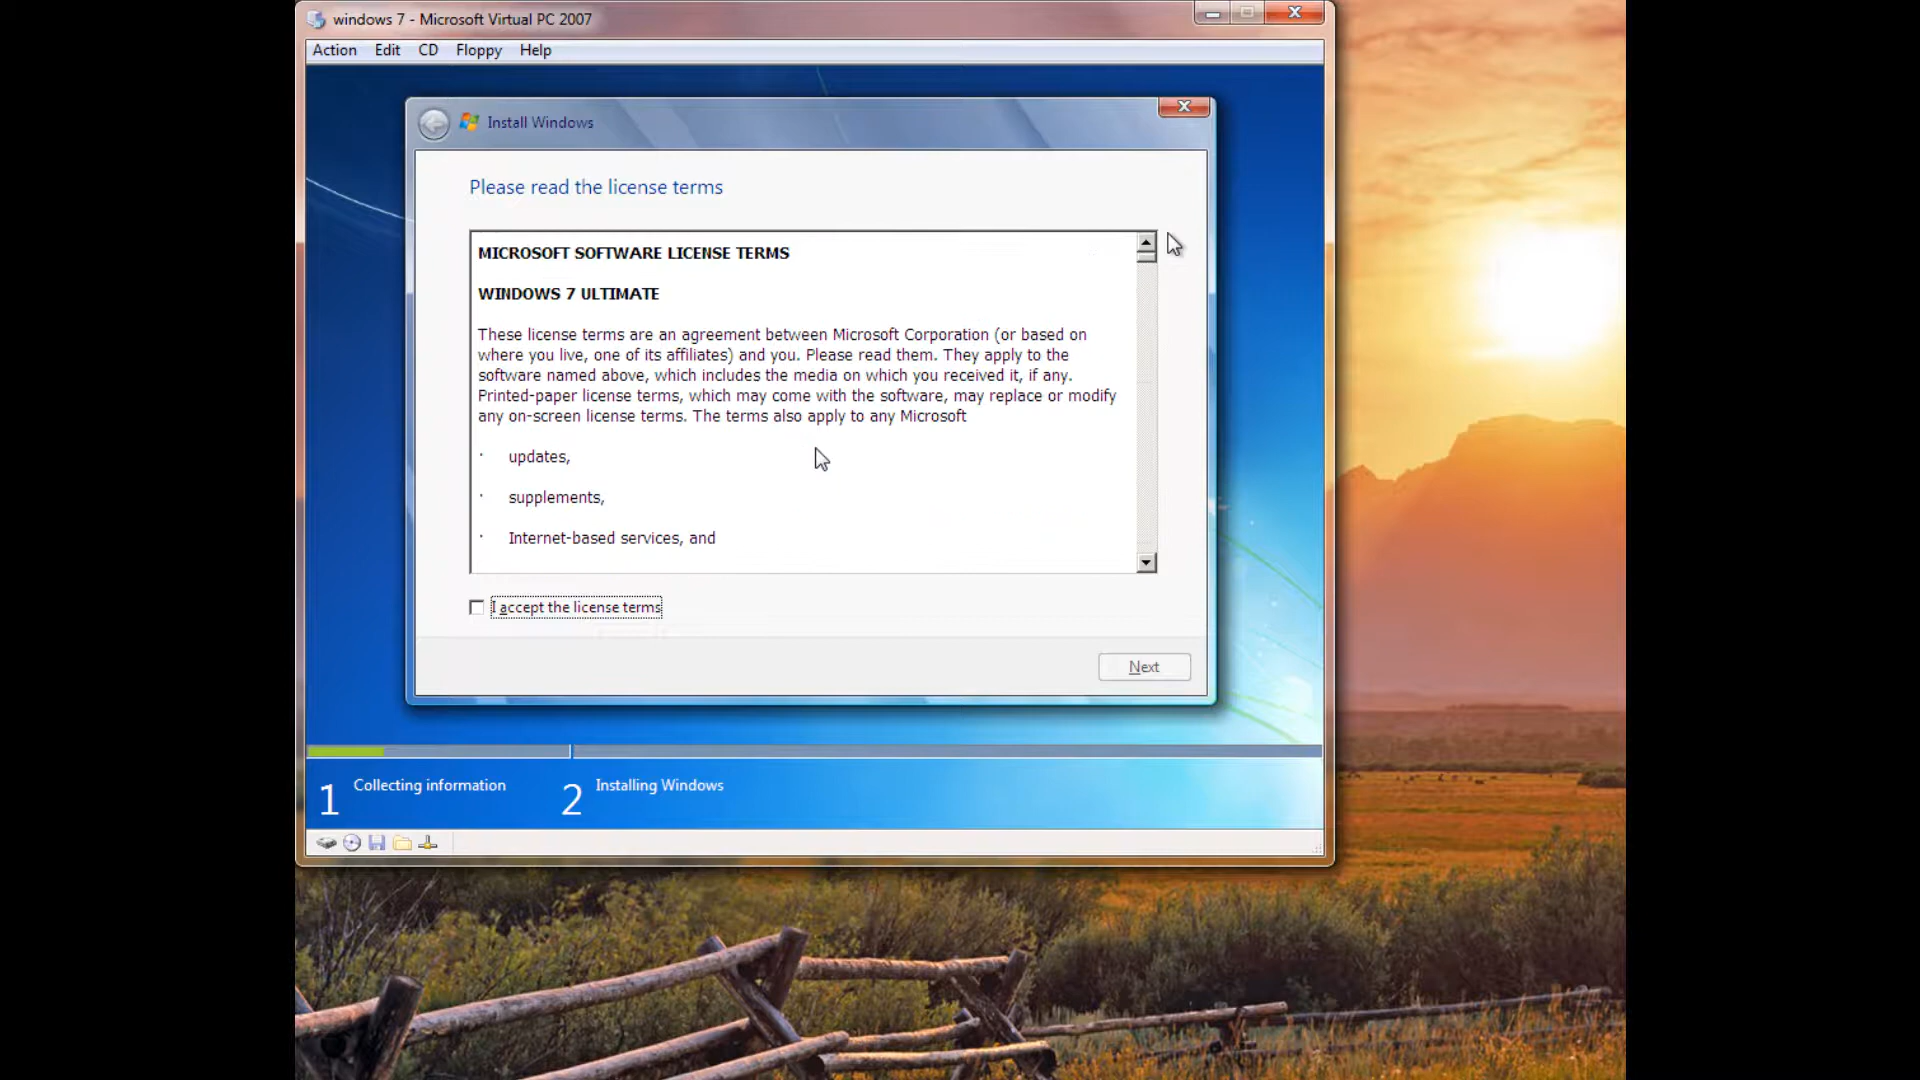 windows 7 - Microsoft Virtual PC 2007
Action Edit CD Floppy Help
Install Windows
Please read the license terms
MICROSOFT SOFTWARE LICENSE TERMS
WINDOWS 7 ULTIMATE
These license terms are an agreement between Microsoft Corporation (or based on
where you live, one of its affiliates) and you. Please read them. They apply to the
software named above, which includes the media on which you received it, if any.
Printed-paper license terms, which may come with the software, may replace or modify
any on-screen license terms. The terms also apply to any Microsoft
· updates,
· supplements,
· Internet-based services, and
I accept the license terms
Next
1 Collecting information 2 Installing Windows